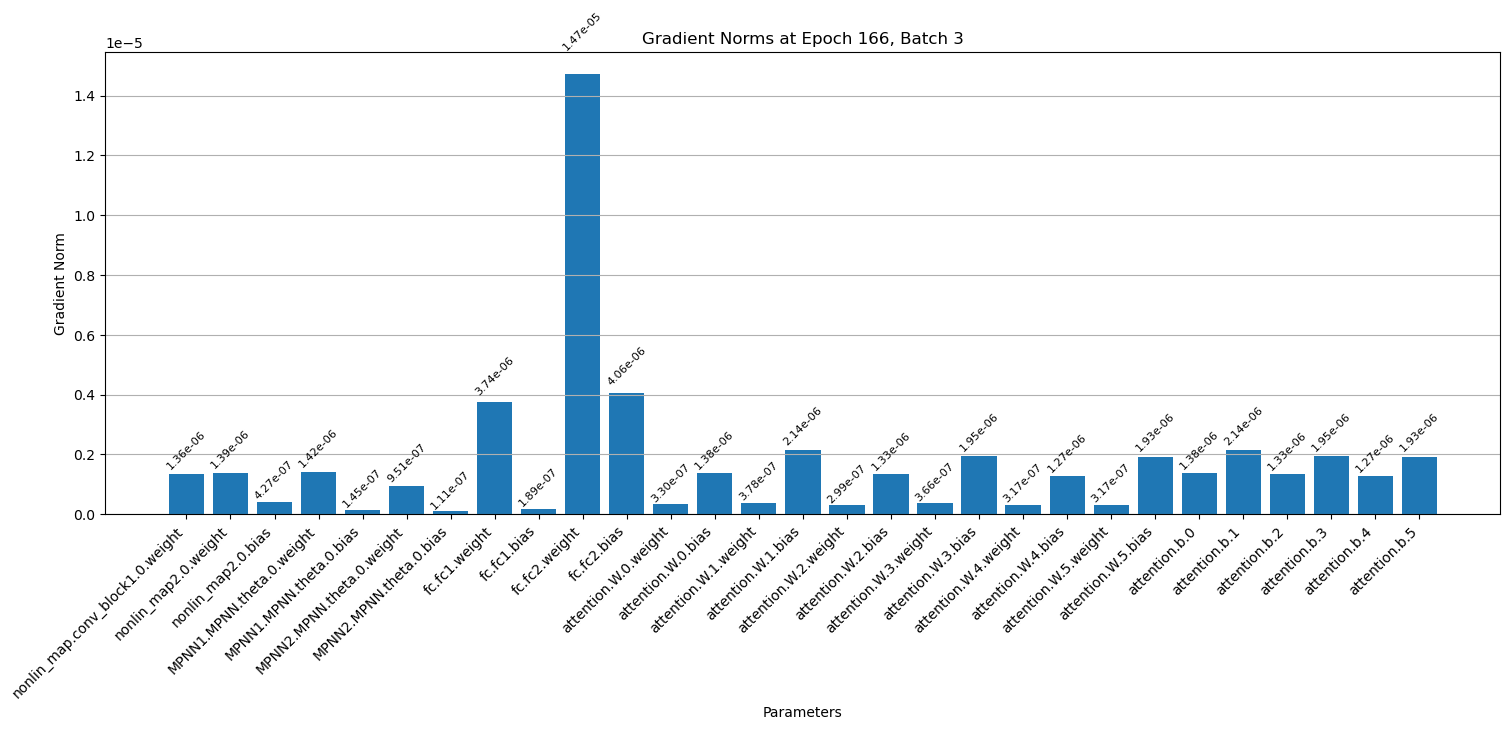 Gradient Norms at Epoch 166, Batch 3
1e−5
Gradient Norm
1.4
1.2
1.0
0.8
0.6
0.4
0.2
0.0
1.36e-06
1.39e-06
4.27e-07
1.42e-06
1.45e-07
9.51e-07
1.11e-07
3.74e-06
1.89e-07
1.47e-05
4.06e-06
3.30e-07
1.38e-06
3.78e-07
2.14e-06
2.99e-07
1.33e-06
3.66e-07
1.95e-06
3.17e-07
1.27e-06
3.17e-07
1.93e-06
1.38e-06
2.14e-06
1.33e-06
1.95e-06
1.27e-06
1.93e-06
nonlin_map.conv_block1.0.weight
nonlin_map2.0.weight
nonlin_map2.0.bias
MPNN1.MPNN.theta.0.weight
MPNN1.MPNN.theta.0.bias
MPNN2.MPNN.theta.0.weight
MPNN2.MPNN.theta.0.bias
fc.fc1.weight
fc.fc1.bias
fc.fc2.weight
fc.fc2.bias
attention.W.0.weight
attention.W.0.bias
attention.W.1.weight
attention.W.1.bias
attention.W.2.weight
attention.W.2.bias
attention.W.3.weight
attention.W.3.bias
attention.W.4.weight
attention.W.4.bias
attention.W.5.weight
attention.W.5.bias
attention.b.0
attention.b.1
attention.b.2
attention.b.3
attention.b.4
attention.b.5
Parameters